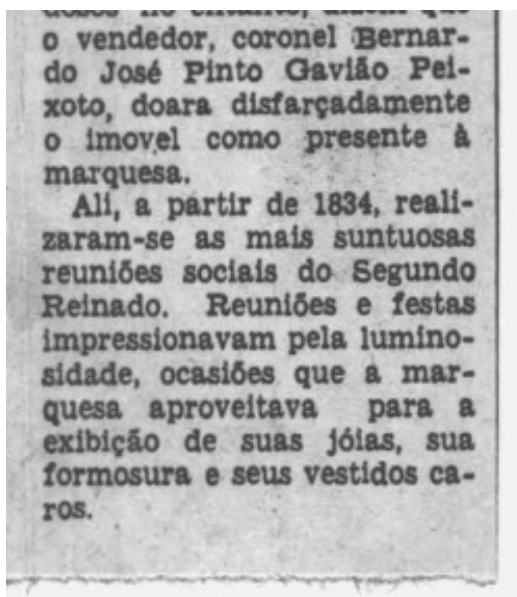 o vendedor, coronel Bernar-
do José Pinto Gavião Pei-
xoto, doara disfarçadamente
o imovel como presente à
marquesa.
Ali, a partir de 1834, reali-
zaram-se as mais suntuosas
reuniões sociais do Segundo
Reinado. Reuniões e festas
impressionavam pela lumino-
sidade, ocasiões que a mar-
quesa aproveitava para a
exibição de suas jóias, sua
formosura e seus vestidos ca-
ros.